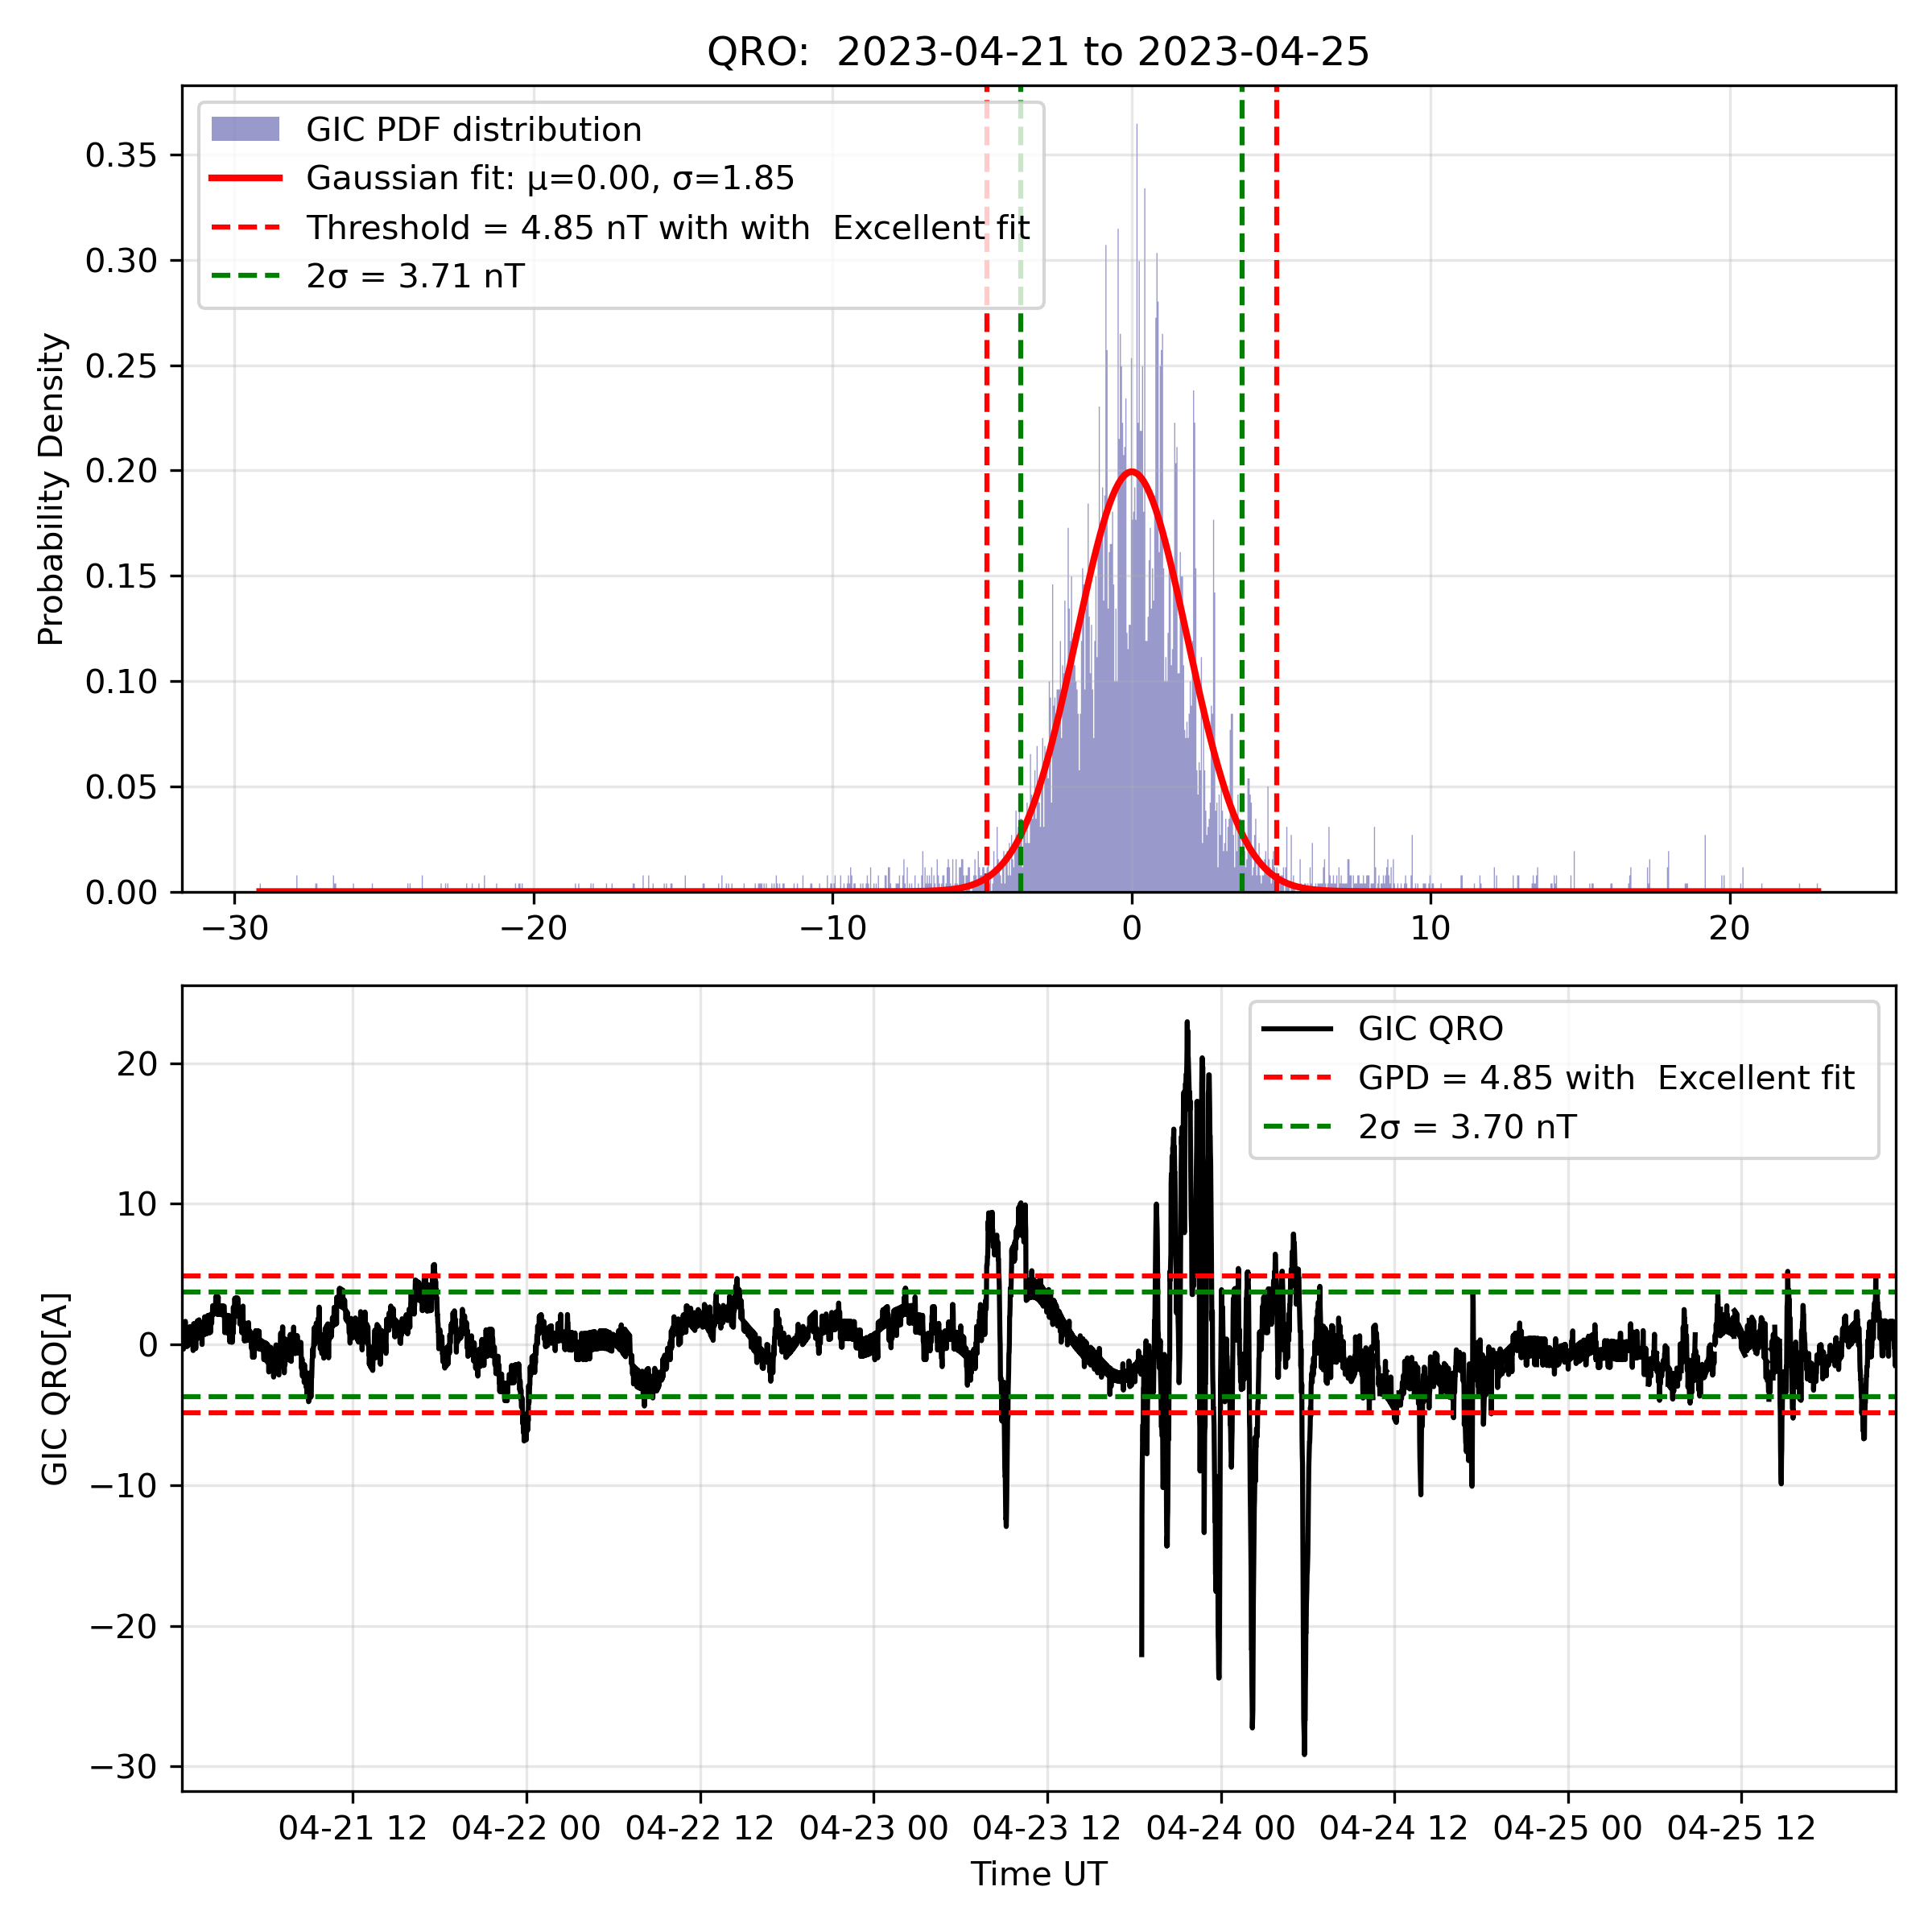 QRO:  2023-04-21 to 2023-04-25
GIC PDF distribution
Gaussian fit: μ=0.00, σ=1.85
Threshold = 4.85 nT with with  Excellent fit
2σ = 3.71 nT
Probability Density
0.35
0.30
0.25
0.20
0.15
0.10
0.05
0.00
−30 −20 −10 0 10 20
GIC QRO
GPD = 4.85 with  Excellent fit
2σ = 3.70 nT
GIC QRO[A]
20
10
0
−10
−20
−30
04-21 12 04-22 00 04-22 12 04-23 00 04-23 12 04-24 00 04-24 12 04-25 00 04-25 12
Time UT